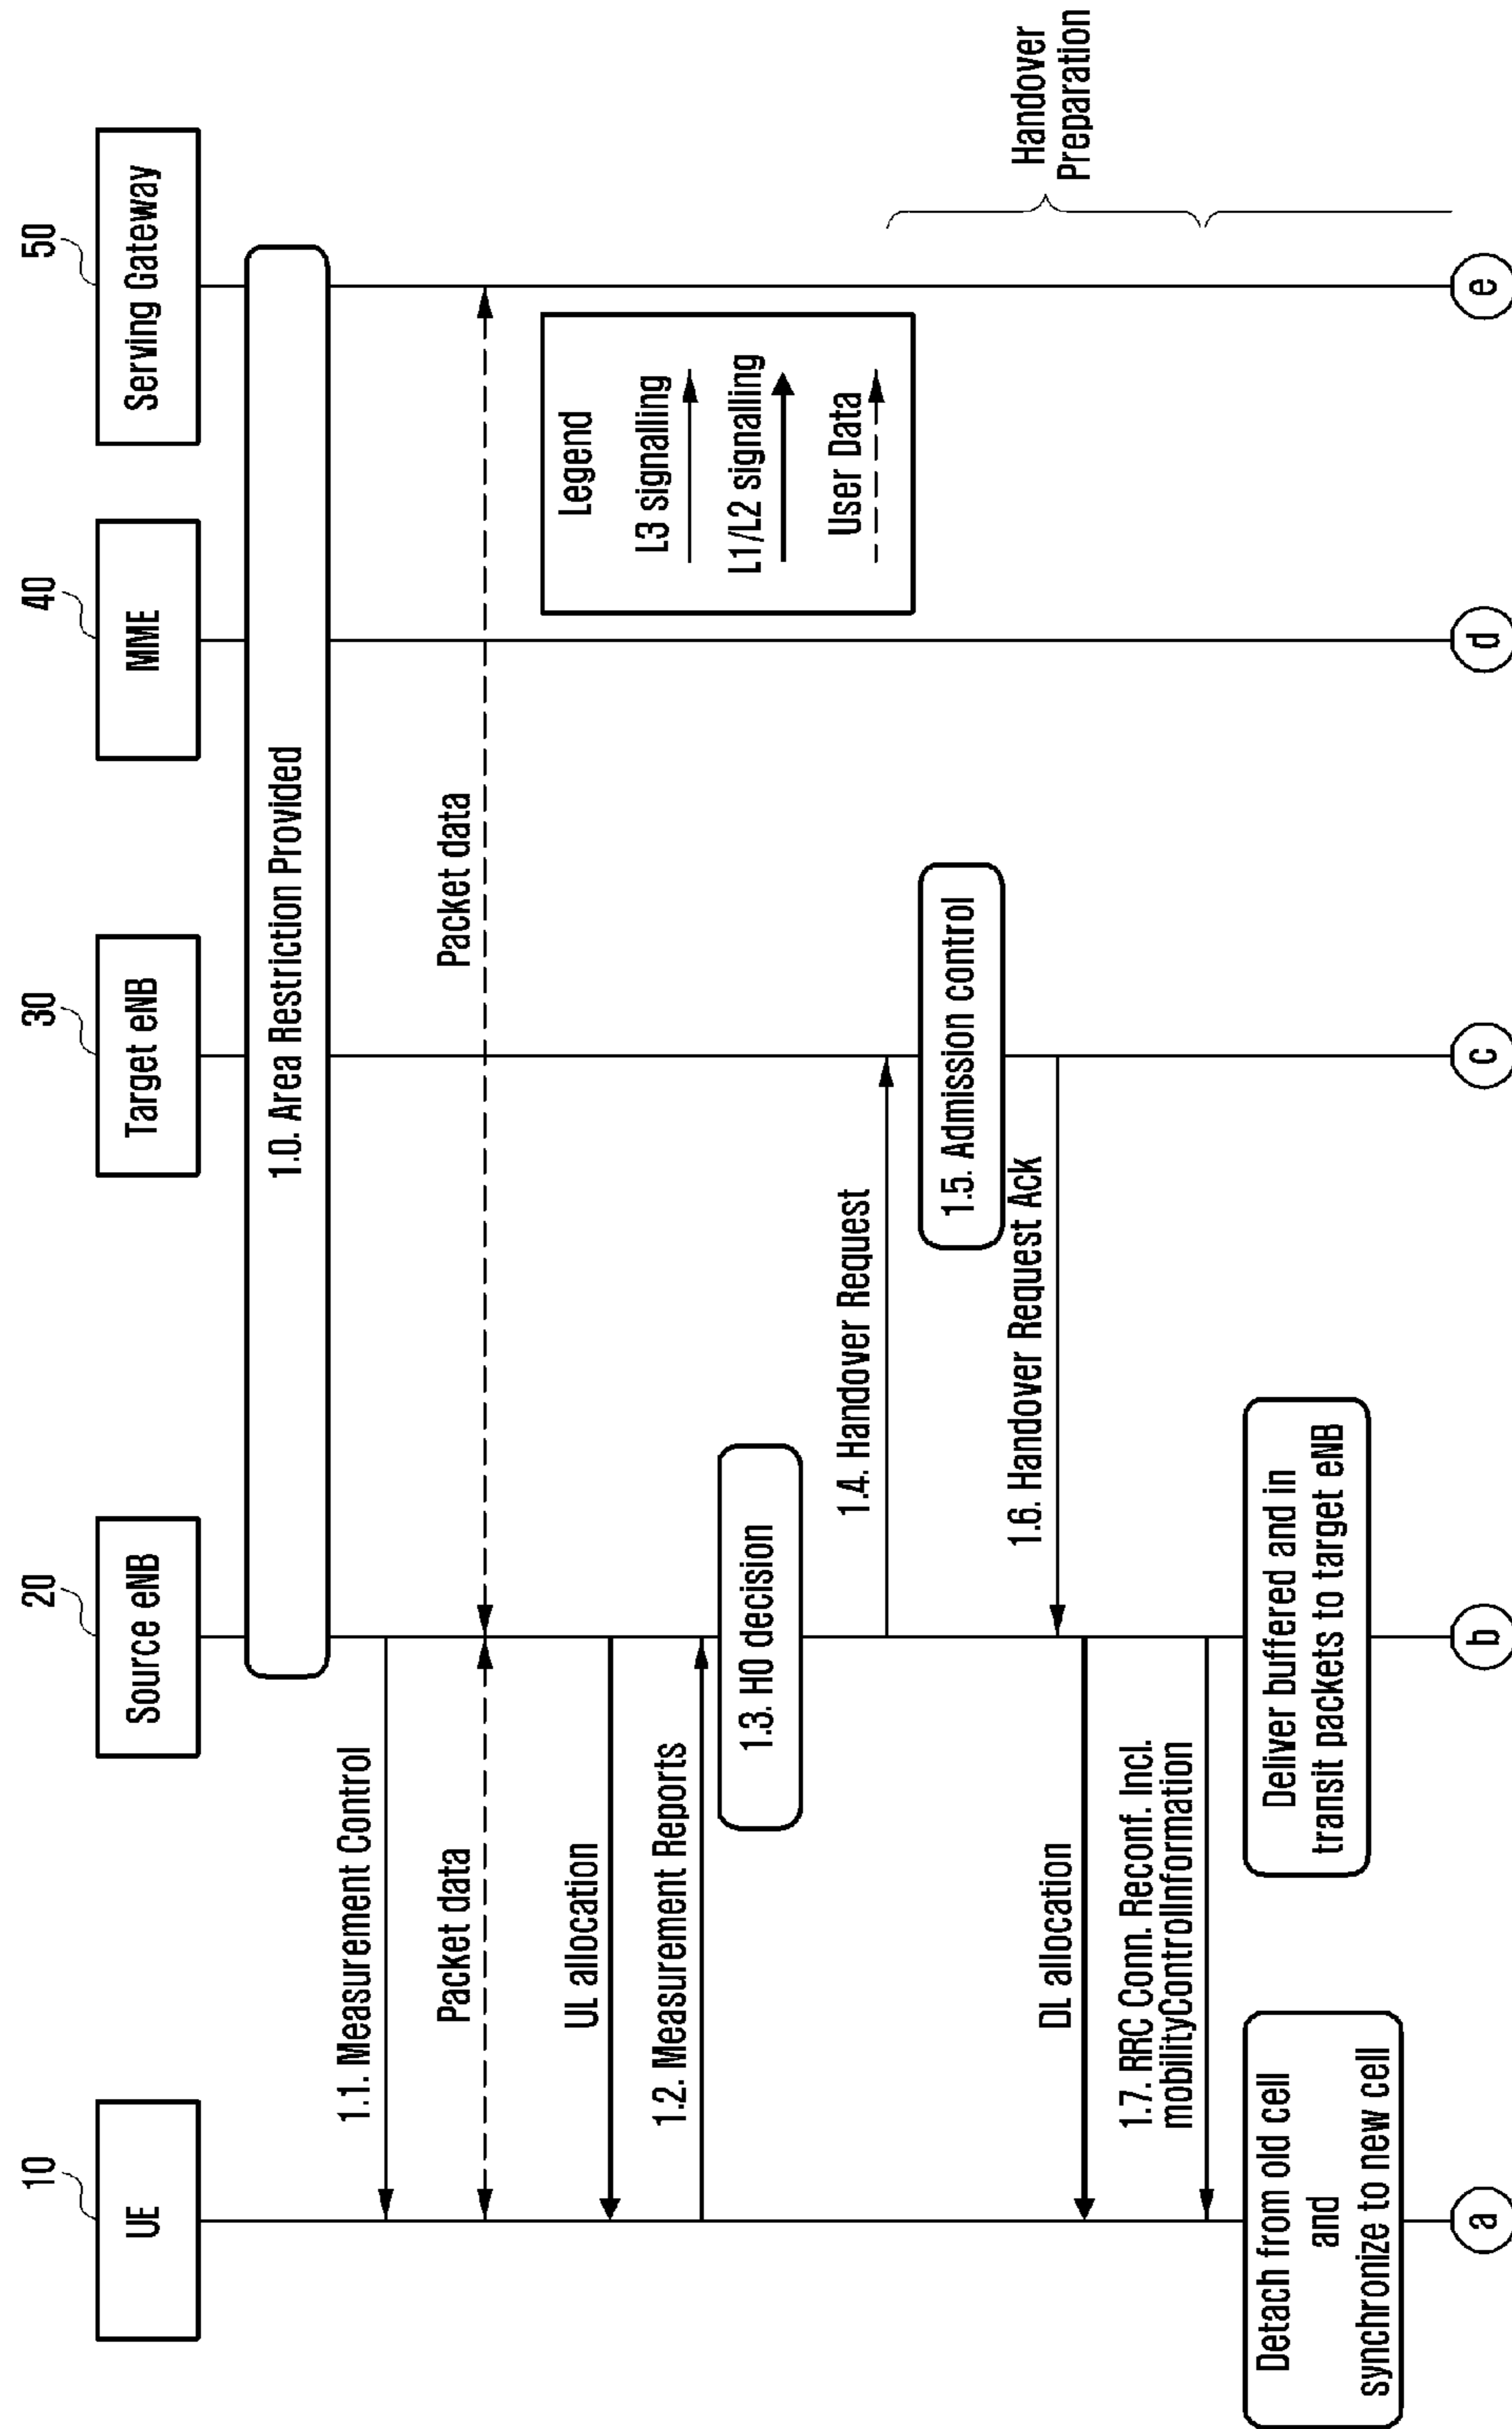 10
20
30
40
50
UE
Source eNB
Target eNB
MME
Serving Gateway
1.0. Area Restriction Provided
1.1. Measurement Control
Packet data
Packet data
UL allocation
1.2. Measurement Reports
1.3. HO decision
Legend
L3 signalling
L1/L2 signalling
User Data
1.4. Handover Request
1.5. Admission control
1.6. Handover Request Ack
DL allocation
1.7. RRC Conn. Reconf. Incl.
mobilityControlInformation
Handover
Preparation
Detach from old cell
and
synchronize to new cell
Deliver buffered and in
transit packets to target eNB
a
b
c
d
e